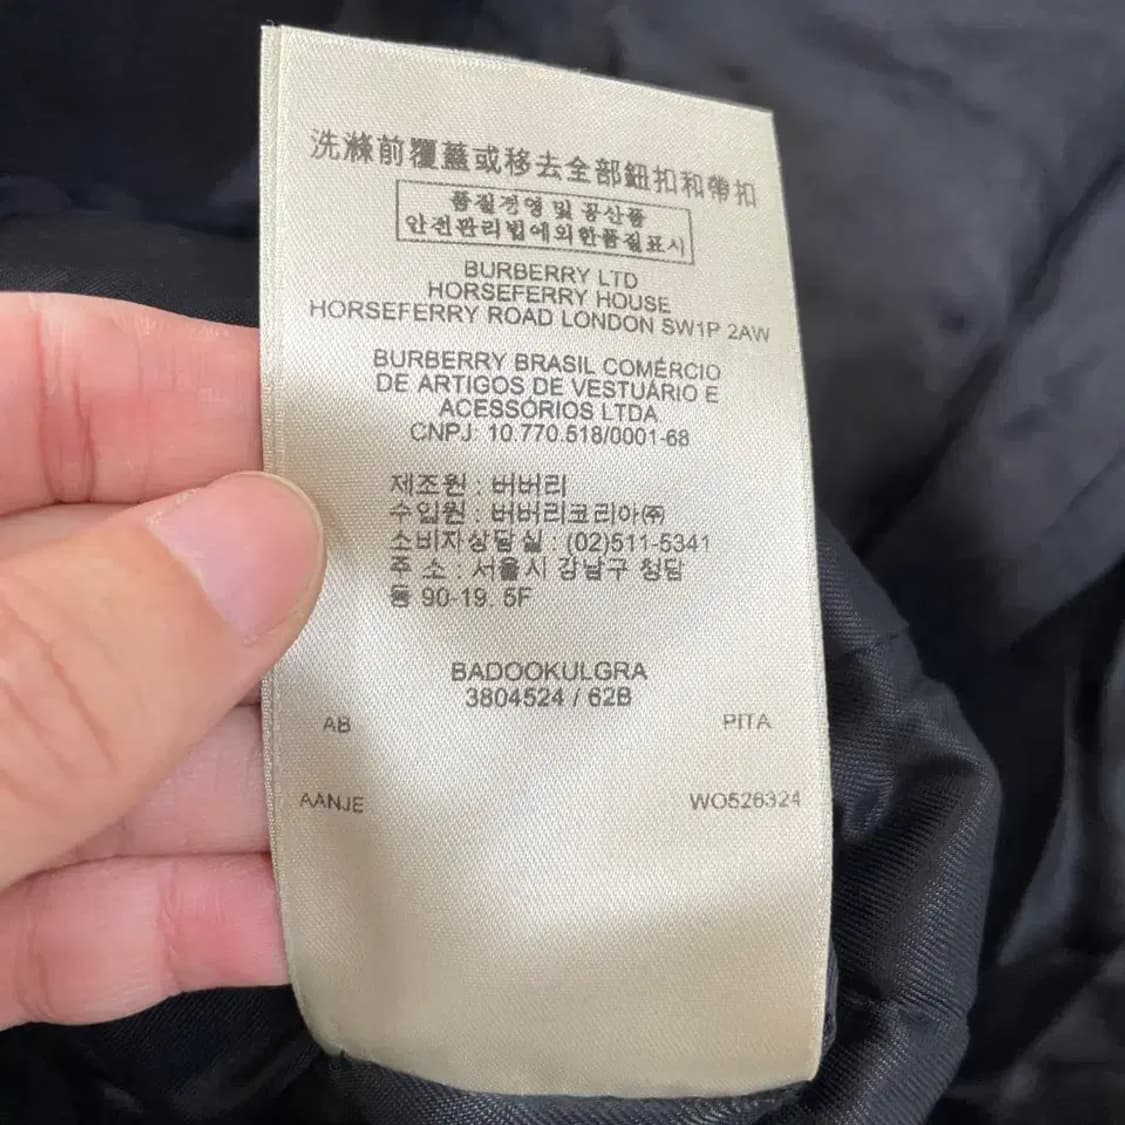 洗滌前覆蓋或移去全部鈕扣和帶扣
품질경영 및 공산품
안전관리법에의한품질표시
BURBERRY LTD
HORSEFERRY HOUSE
HORSEFERRY ROAD LONDON SW1P 2AW
BURBERRY BRASIL COMÉRCIO
DE ARTIGOS DE VESTUÁRIO E
ACESSÓRIOS LTDA
CNPJ: 10.770.518/0001-68
제조원 : 버버리
수입원 : 버버리코리아㈜
소비자상담실 : (02)511-5341
주 소 : 서울시 강남구 청담
동 90-19. 5F
BADOOKULGRA
3804524 / 62B
AB PITA
AANJE WO526324